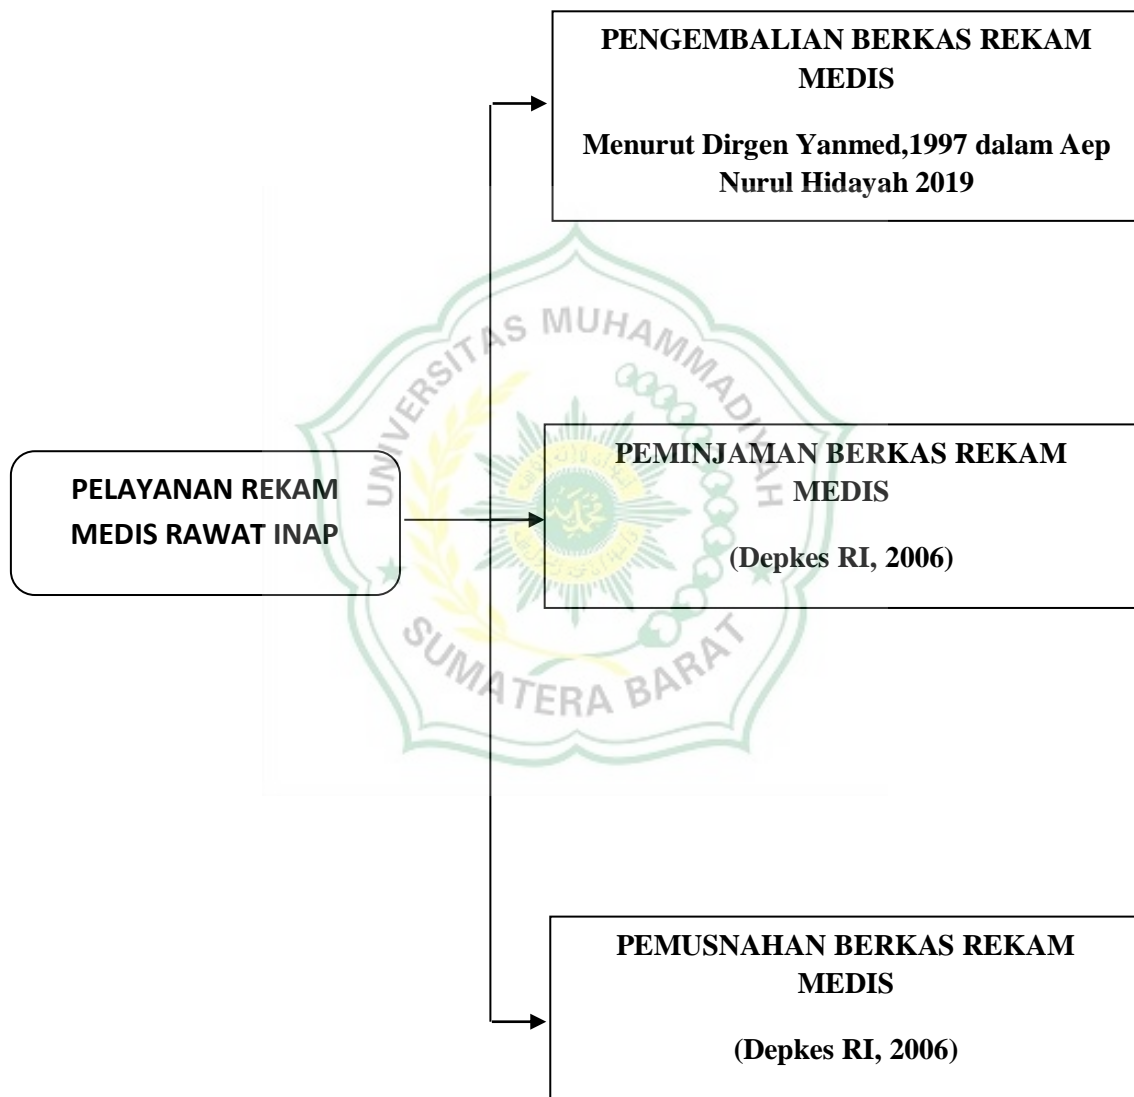 PENGEMBALIAN BERKAS REKAM
MEDIS
Menurut Dirgen Yanmed,1997 dalam Aep
Nurul Hidayah 2019
UNIVERSITAS MUHAMMADIYAH
SUMATERA BARAT
PELAYANAN REKAM
MEDIS RAWAT INAP
PEMINJAMAN BERKAS REKAM
MEDIS
(Depkes RI, 2006)
PEMUSNAHAN BERKAS REKAM
MEDIS
(Depkes RI, 2006)